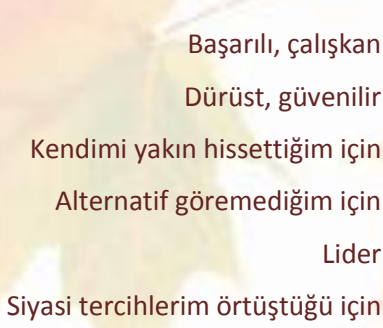 Başarılı, çalışkan
Dürüst, güvenilir
Kendimi yakın hissettiğim için
Alternatif göremediğim için
Lider
Siyasi tercihlerim örtüştüğü için